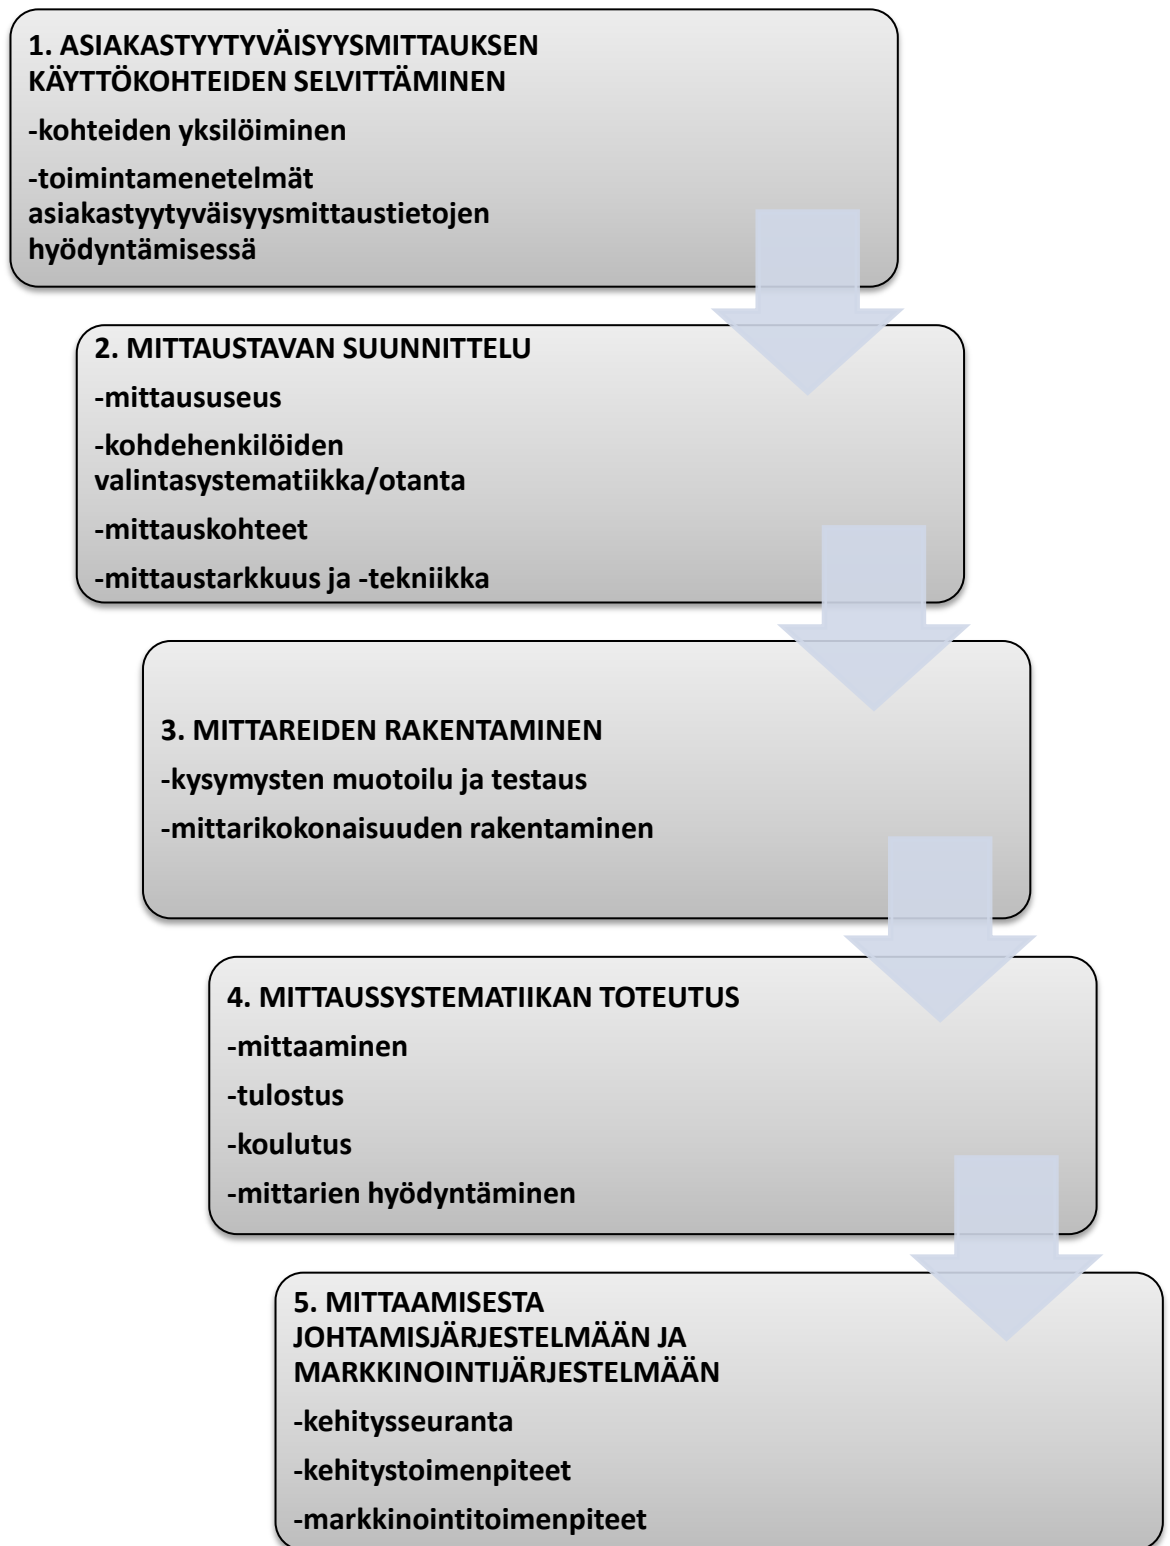 1. ASIAKASTYYTYVÄISYYSMITTAUKSEN
KÄYTTÖKOHTEIDEN SELVITTÄMINEN
-kohteiden yksilöiminen
-toimintamenetelmät
asiakastyytyväisyysmittaustietojen
hyödyntämisessä
2. MITTAUSTAVAN SUUNNITTELU
-mittaususeus
-kohdehenkilöiden
valintasystematiikka/otanta
-mittauskohteet
-mittaustarkkuus ja -tekniikka
3. MITTAREIDEN RAKENTAMINEN
-kysymysten muotoilu ja testaus
-mittarikokonaisuuden rakentaminen
4. MITTAUSSYSTEMATIIKAN TOTEUTUS
-mittaaminen
-tulostus
-koulutus
-mittarien hyödyntäminen
5. MITTAAMISESTA
JOHTAMISJÄRJESTELMÄÄN JA
MARKKINOINTIJÄRJESTELMÄÄN
-kehitysseuranta
-kehitystoimenpiteet
-markkinointitoimenpiteet